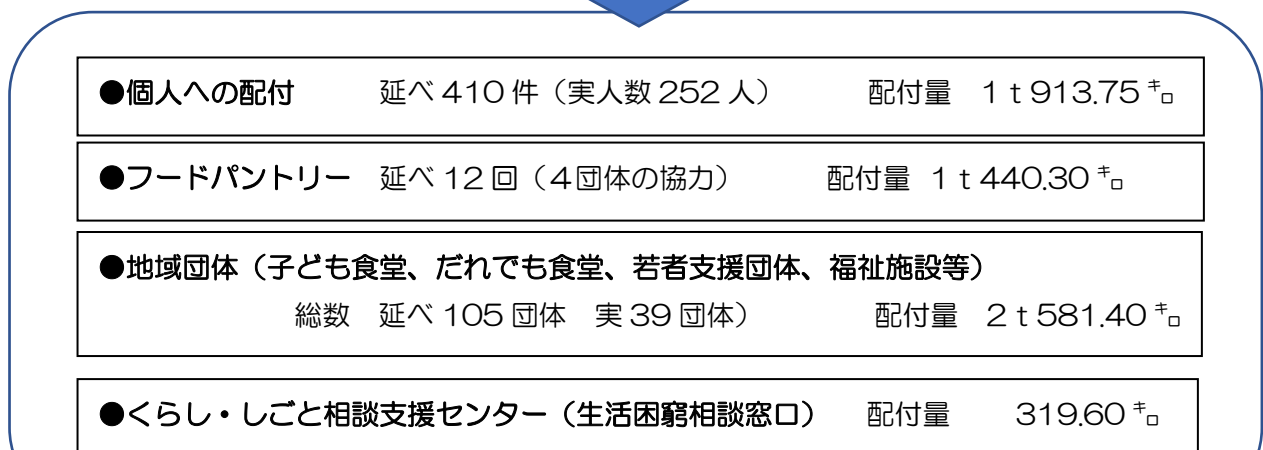 ●個人への配付 延べ 410 件（実人数 252 人） 配付量 1ｔ913.75 ㌔
●フードパントリー 延べ 12 回（4団体の協力） 配付量 1ｔ440.30 ㌔
●地域団体（子ども食堂、だれでも食堂、若者支援団体、福祉施設等）
総数 延べ 105 団体 実 39 団体） 配付量 2ｔ581.40 ㌔
●くらし・しごと相談支援センター（生活困窮相談窓口） 配付量 319.60 ㌔